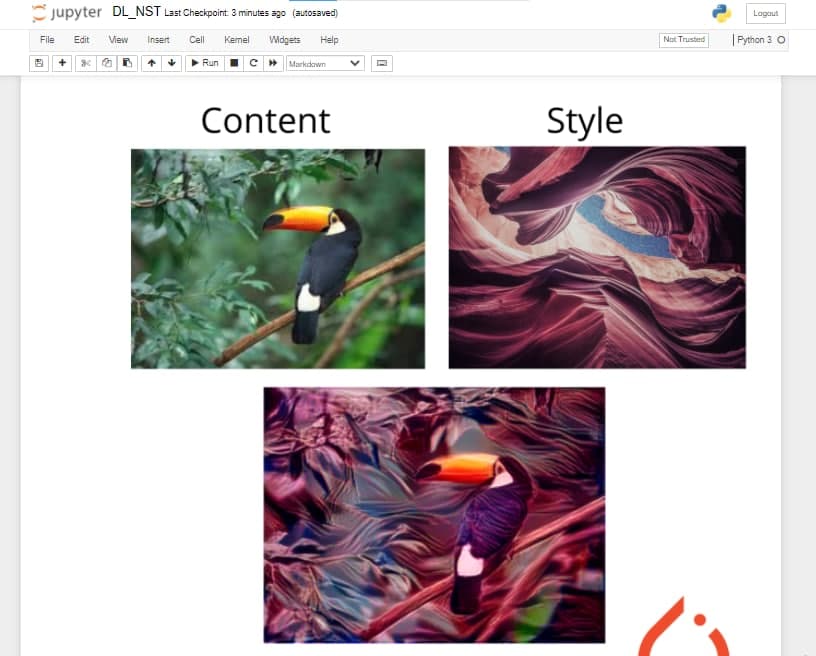 jupyter DL_NST Last Checkpoint: 3 minutes ago (autosaved) Logout
File Edit View Insert Cell Kernel Widgets Help Not Trusted Python 3
Run Markdown
Content Style